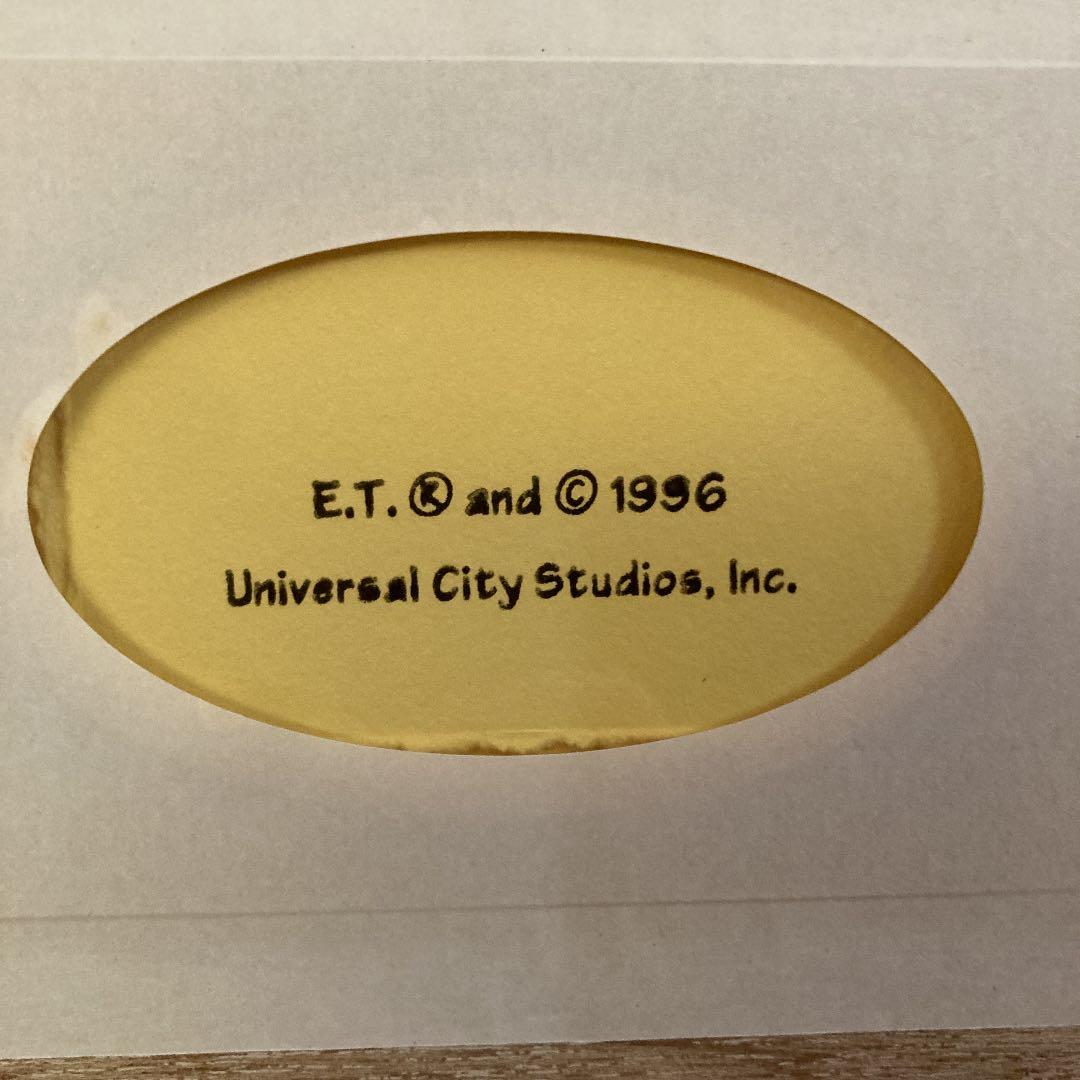 E.T. ® and © 1996
Universal City Studios, Inc.